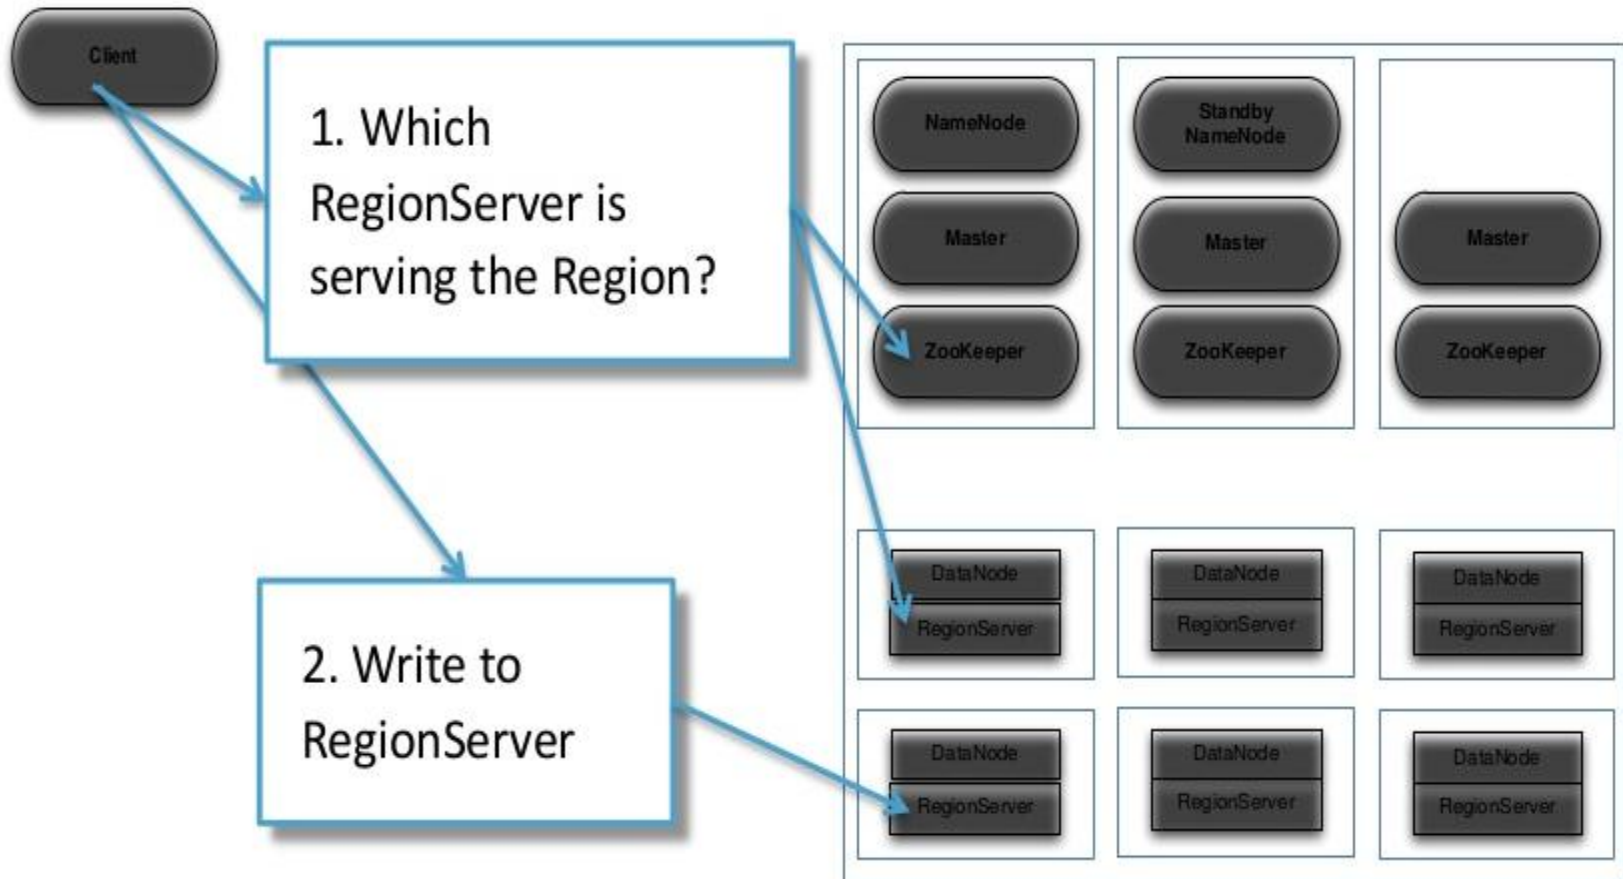 Client
1. Which
RegionServer is
serving the Region?
2. Write to
RegionServer
NameNode
Standby
NameNode
Master
Master
Master
ZooKeeper
ZooKeeper
ZooKeeper
DataNode
RegionServer
DataNode
RegionServer
DataNode
RegionServer
DataNode
RegionServer
DataNode
RegionServer
DataNode
RegionServer